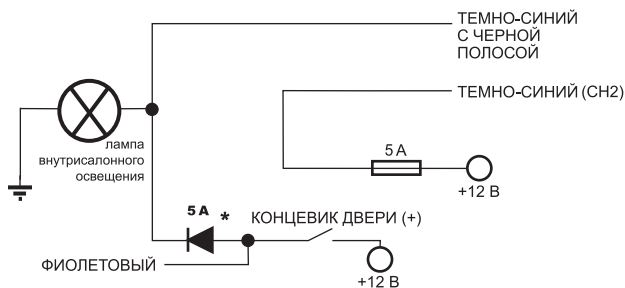 ТЕМНО-СИНИЙ
С ЧЕРНОЙ
ПОЛОСОЙ
ТЕМНО-СИНИЙ (CH2)
лампа
внутрисалонного
освещения
5 А
+12 В
5 А *
КОНЦЕВИК ДВЕРИ (+)
ФИОЛЕТОВЫЙ
+12 В